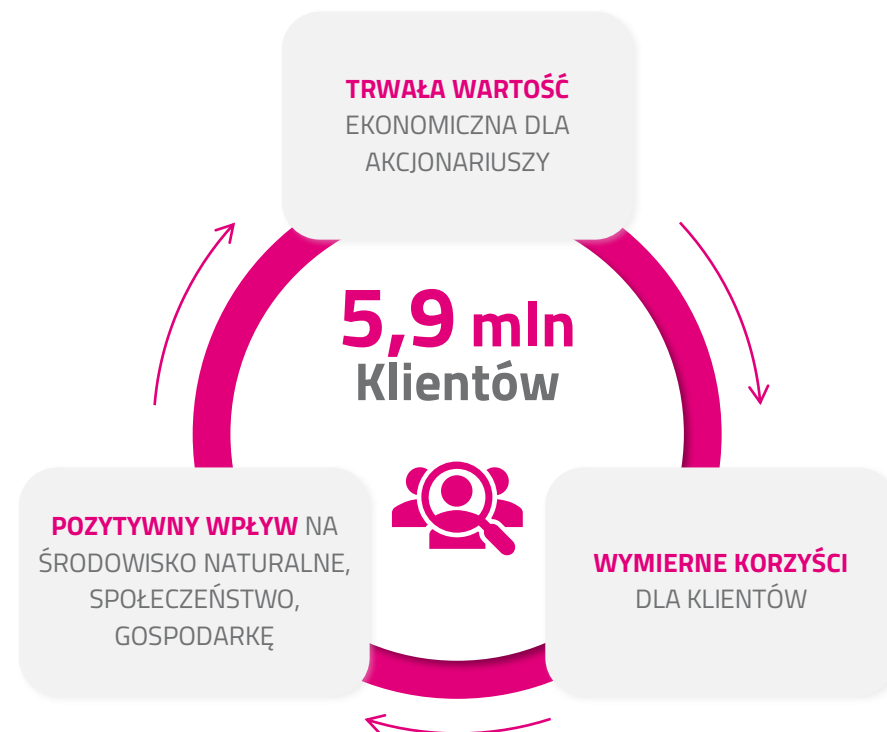 TRWAŁA WARTOŚĆ
EKONOMICZNA DLA
AKCJONARIUSZY
5,9 mln
Klientów
POZYTYWNY WPŁYW NA
ŚRODOWISKO NATURALNE,
SPOŁECZEŃSTWO,
GOSPODARKĘ
WYMIERNE KORZYŚCI
DLA KLIENTÓW